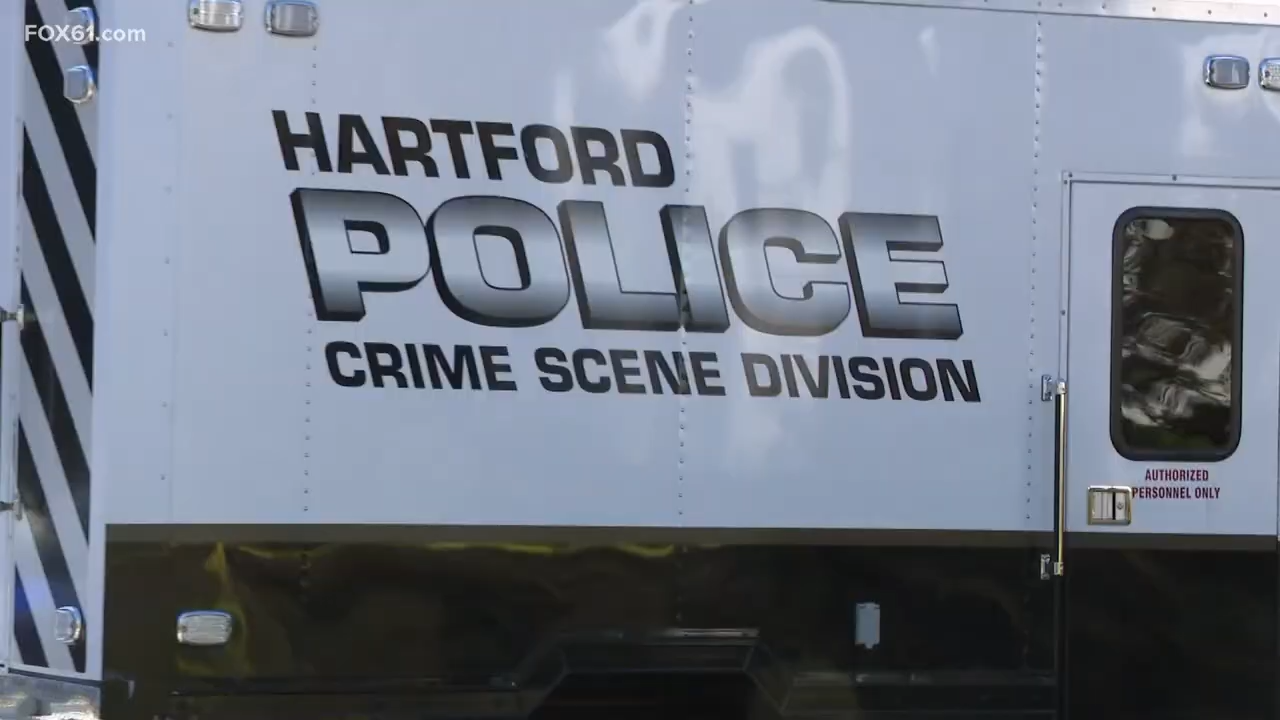 FOX61.com
HARTFORD
POLICE
CRIME SCENE DIVISION
AUTHORIZED
PERSONNEL ONLY